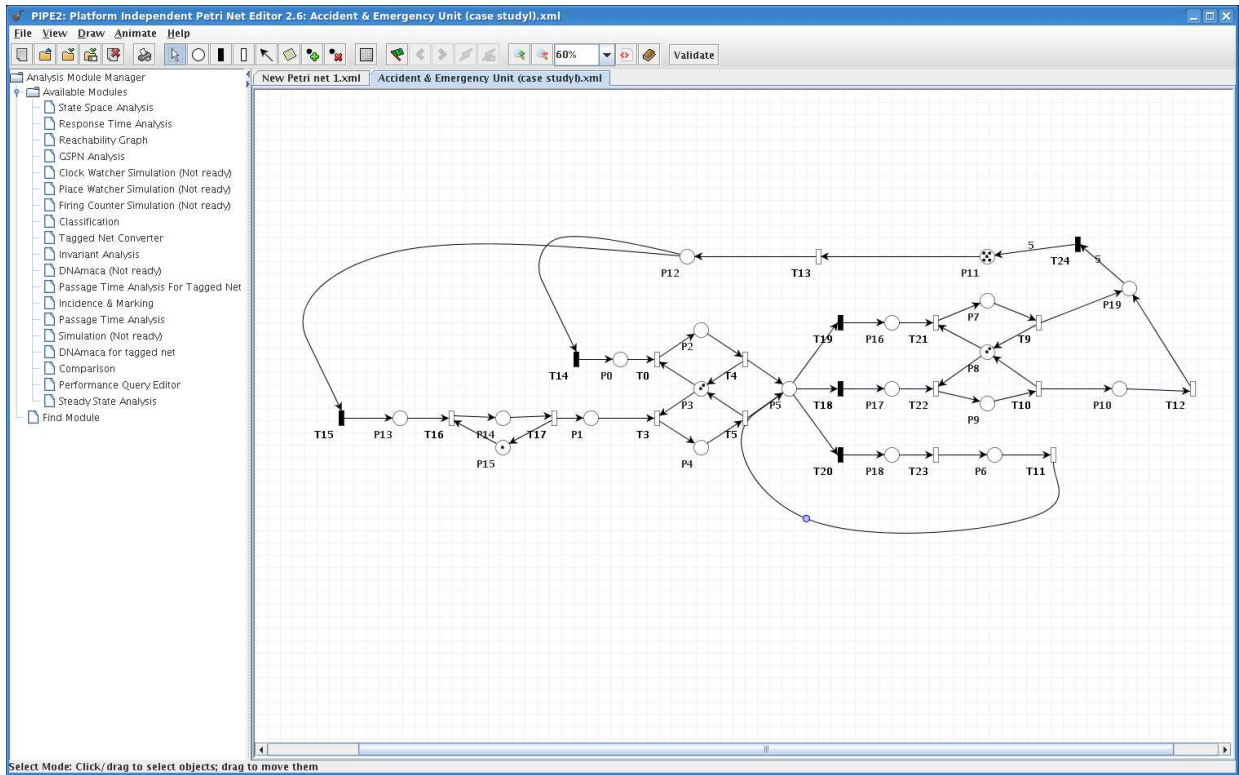 PIPE2: Platform Independent Petri Net Editor 2.6: Accident & Emergency Unit (case studyI).xml
File View Draw Animate Help
60% Validate
Analysis Module Manager
Available Modules
State Space Analysis
Response Time Analysis
Reachability Graph
GSPN Analysis
Clock Watcher Simulation (Not ready)
Place Watcher Simulation (Not ready)
Firing Counter Simulation (Not ready)
Classification
Tagged Net Converter
Invariant Analysis
DNAmaca (Not ready)
Passage Time Analysis For Tagged Net
Incidence & Marking
Passage Time Analysis
Simulation (Not ready)
DNAmaca for tagged net
Comparison
Performance Query Editor
Steady State Analysis
Find Module
New Petri net 1.xml Accident & Emergency Unit (case studyI).xml
5
P12 T13 P11 T24 5
P19
P7
T19 P16 T21 T9
P2
P8
T14 P0 T0 T4
P3 P5 T18 P17 T22 P9 T10 P10 T12
T15 P13 T16 P14 T17 P1 T3 T5
P15 P4 T20 P18 T23 P6 T11
Select Mode: Click/drag to select objects; drag to move them